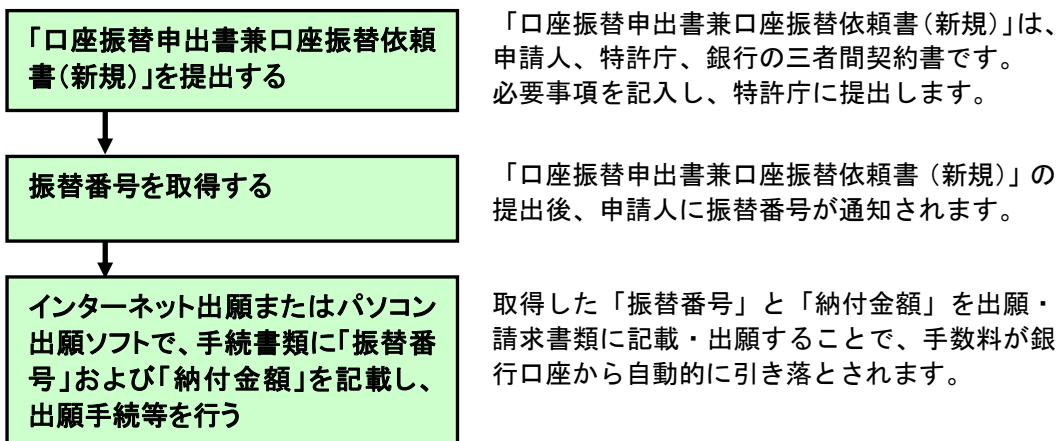 「口座振替申出書兼口座振替依頼
書(新規)」を提出する
「口座振替申出書兼口座振替依頼書(新規)」は、
申請人、特許庁、銀行の三者間契約書です。
必要事項を記入し、特許庁に提出します。
振替番号を取得する
「口座振替申出書兼口座振替依頼書(新規)」の
提出後、申請人に振替番号が通知されます。
インターネット出願またはパソコン
出願ソフトで、手続書類に「振替番
号」および「納付金額」を記載し、
出願手続等を行う
取得した「振替番号」と「納付金額」を出願・
請求書類に記載・出願することで、手数料が銀
行口座から自動的に引き落とされます。